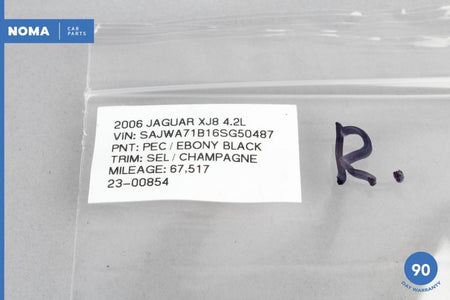 NOMA CAR PARTS
2006 JAGUAR XJ8 4.2L
VIN: SAJWA71B16SG50487
PNT: PEC / EBONY BLACK
TRIM: SEL / CHAMPAGNE
MILEAGE: 67,517
23-00854
R.
90
DAY WARRANTY